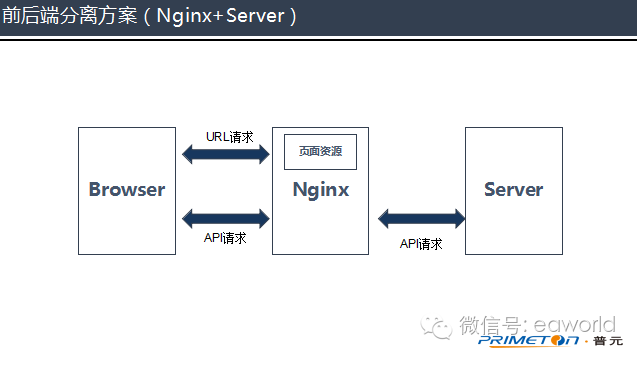 前后端分离方案（Nginx+Server）
URL请求
页面资源
Browser
Nginx
Server
API请求
API请求
微信号: eaworld
PRIMETON·普元